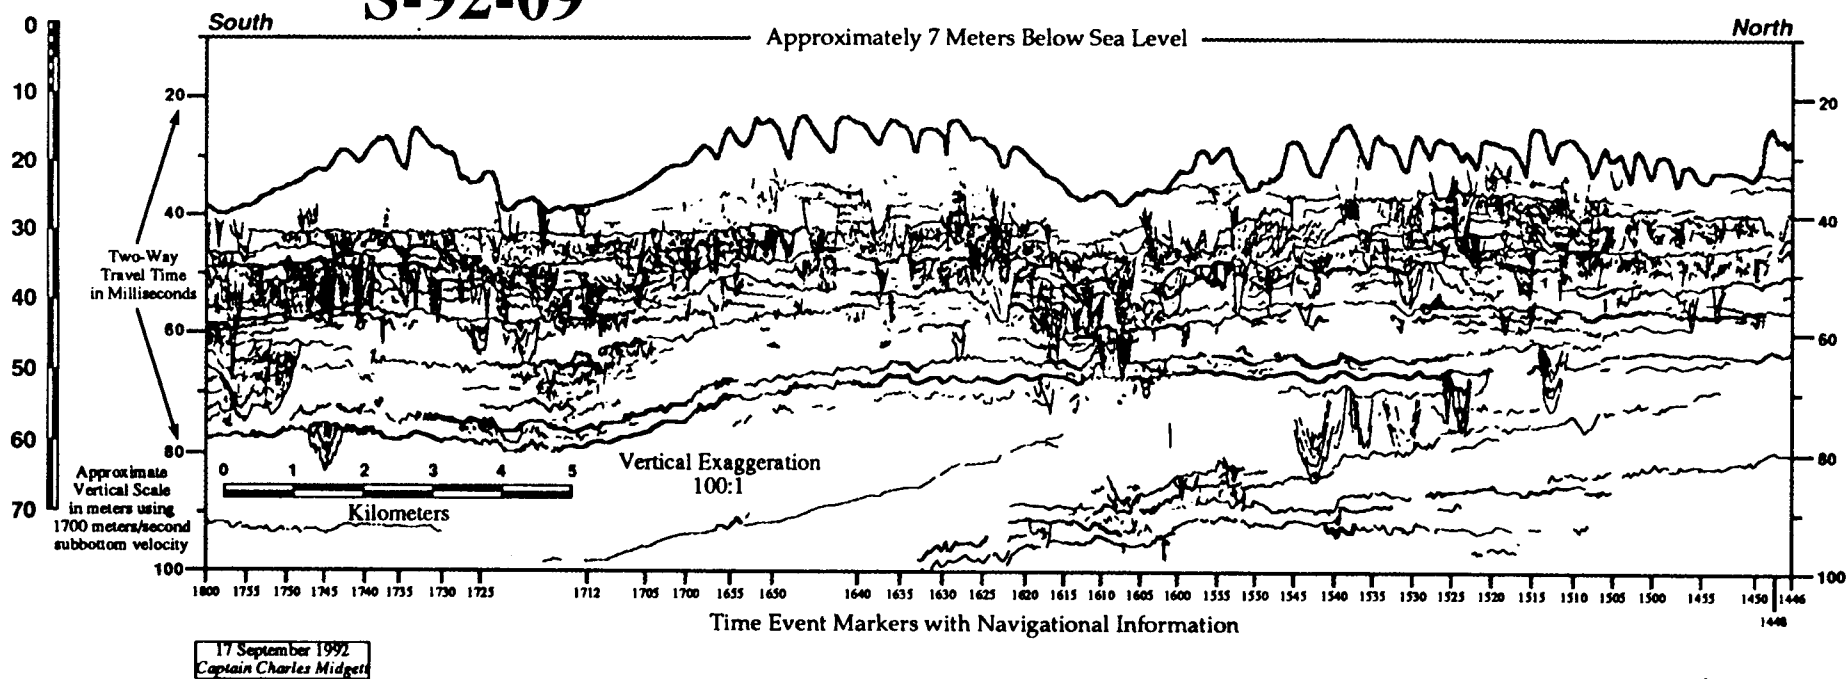 S-92-09
South
Approximately 7 Meters Below Sea Level
North
0
10
20
30
40
50
60
70
20
40
60
80
100
20
40
60
80
100
Two-Way
Travel Time
in Milliseconds
Approximate
Vertical Scale
in meters using
1700 meters/second
subbottom velocity
0 1 2 3 4 5
Kilometers
Vertical Exaggeration
100:1
1800 1755 1750 1745 1740 1735 1730 1725 1712 1705 1700 1655 1650 1640 1635 1630 1625 1620 1615 1610 1605 1600 1555 1550 1545 1540 1535 1530 1525 1520 1515 1510 1505 1500 1455 1450 1446
1448
Time Event Markers with Navigational Information
17 September 1992
Captain Charles Midgett